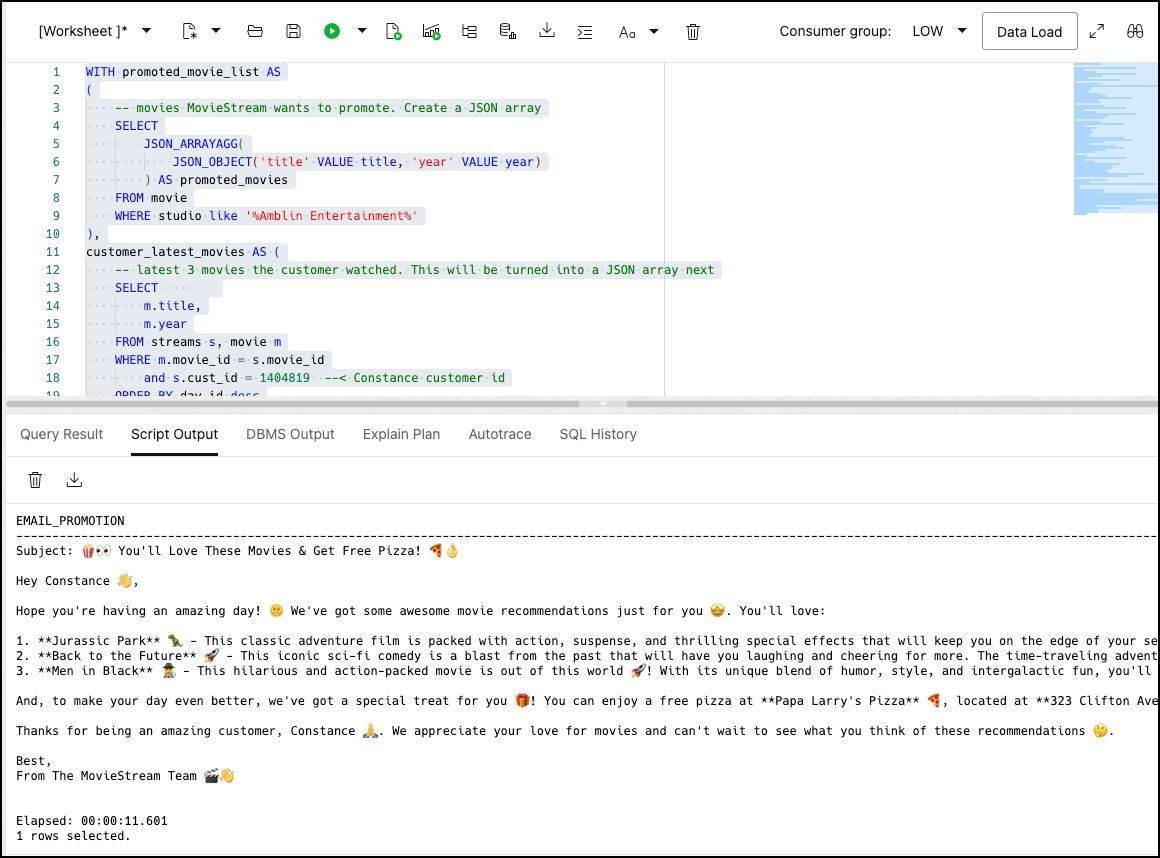 [Worksheet ]*
Aa
Consumer group: LOW
Data Load
1 WITH promoted_movie_list AS
2 (
3 -- movies MovieStream wants to promote. Create a JSON array
4 SELECT
5 JSON_ARRAYAGG(
6 JSON_OBJECT('title' VALUE title, 'year' VALUE year)
7 ) AS promoted_movies
8 FROM movie
9 WHERE studio like '%Amblin Entertainment%'
10 ),
11 customer_latest_movies AS (
12 -- latest 3 movies the customer watched. This will be turned into a JSON array next
13 SELECT
14 m.title,
15 m.year
16 FROM streams s, movie m
17 WHERE m.movie_id = s.movie_id
18 and s.cust_id = 1404819 --< Constance customer id
19 ORDER BY day_id desc
Query Result Script Output DBMS Output Explain Plan Autotrace SQL History
EMAIL_PROMOTION
Subject: 🍿👀 You'll Love These Movies & Get Free Pizza! 🍕👌
Hey Constance 👋,
Hope you're having an amazing day! 🌞 We've got some awesome movie recommendations just for you 🤩. You'll love:
1. **Jurassic Park** 🦖 - This classic adventure film is packed with action, suspense, and thrilling special effects that will keep you on the edge of your se
2. **Back to the Future** 🚀 - This iconic sci-fi comedy is a blast from the past that will have you laughing and cheering for more. The time-traveling advent
3. **Men in Black** 🕵️ - This hilarious and action-packed movie is out of this world 🚀! With its unique blend of humor, style, and intergalactic fun, you'll
And, to make your day even better, we've got a special treat for you 🎁! You can enjoy a free pizza at **Papa Larry's Pizza** 🍕, located at **323 Clifton Ave
Thanks for being an amazing customer, Constance 🙏. We appreciate your love for movies and can't wait to see what you think of these recommendations 🤔.
Best,
From The MovieStream Team 🎬👋
Elapsed: 00:00:11.601
1 rows selected.